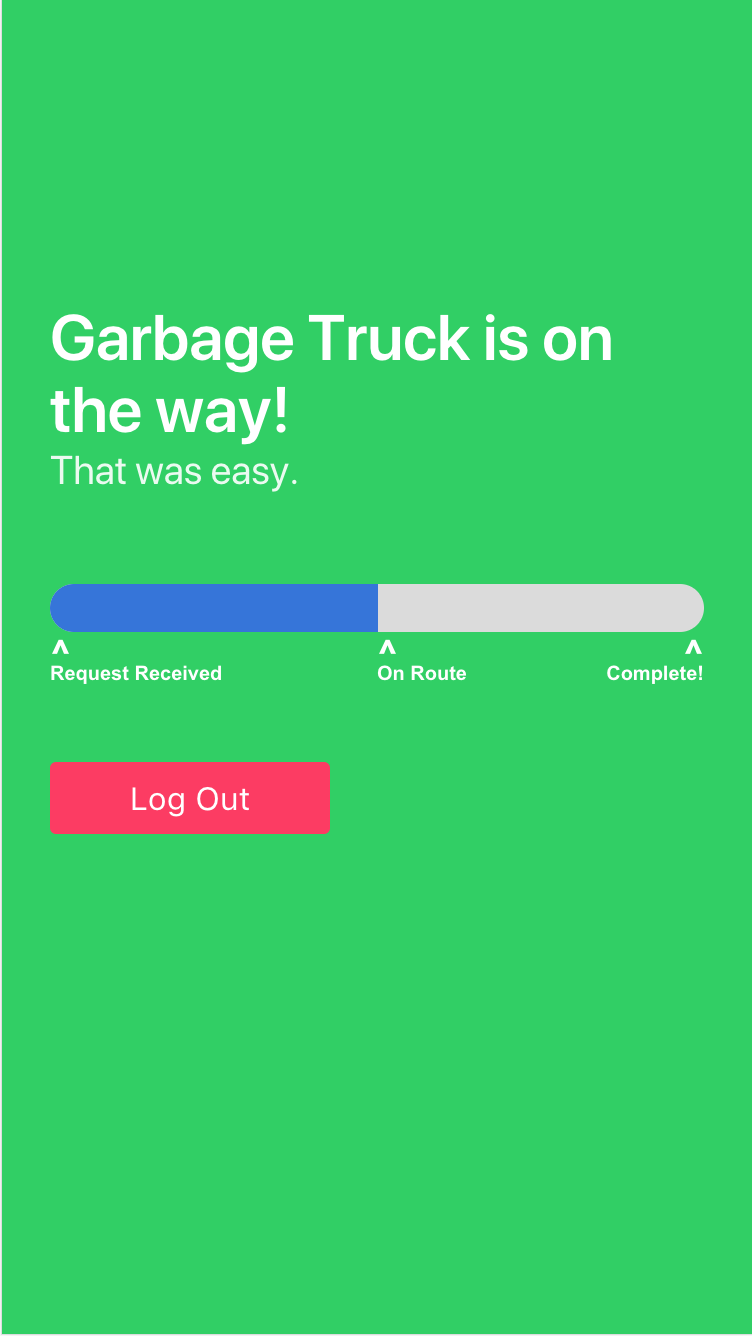 Garbage Truck is on
the way!
That was easy.
^ ^ ^
Request Received On Route Complete!
Log Out